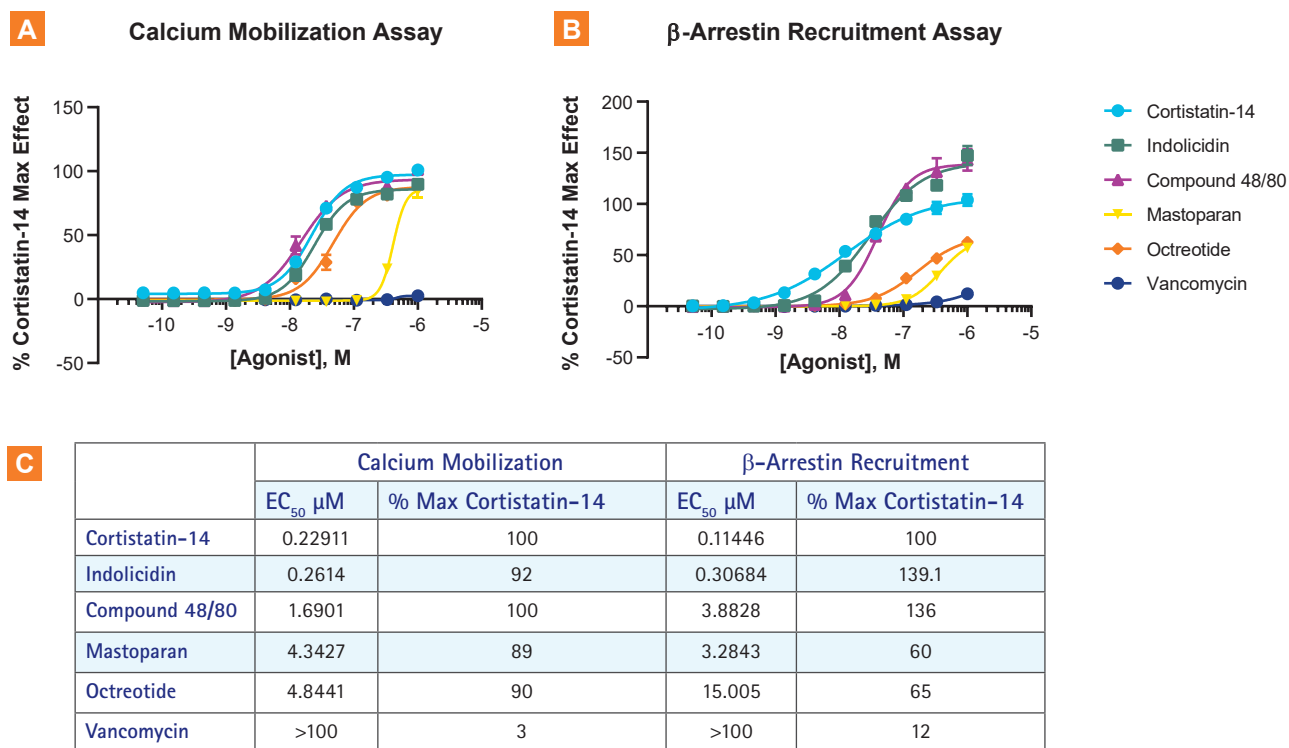 A Calcium Mobilization Assay
% Cortistatin-14 Max Effect
150
100
50
0
-50
-10 -9 -8 -7 -6 -5
[Agonist], M
B β-Arrestin Recruitment Assay
% Cortistatin-14 Max Effect
200
150
100
50
0
-50
-10 -9 -8 -7 -6 -5
[Agonist], M
Cortistatin-14
Indolicidin
Compound 48/80
Mastoparan
Octreotide
Vancomycin
C
Calcium Mobilization β-Arrestin Recruitment
EC50 μM % Max Cortistatin-14 EC50 μM % Max Cortistatin-14
Cortistatin-14 0.22911 100 0.11446 100
Indolicidin 0.2614 92 0.30684 139.1
Compound 48/80 1.6901 100 3.8828 136
Mastoparan 4.3427 89 3.2843 60
Octreotide 4.8441 90 15.005 65
Vancomycin >100 3 >100 12